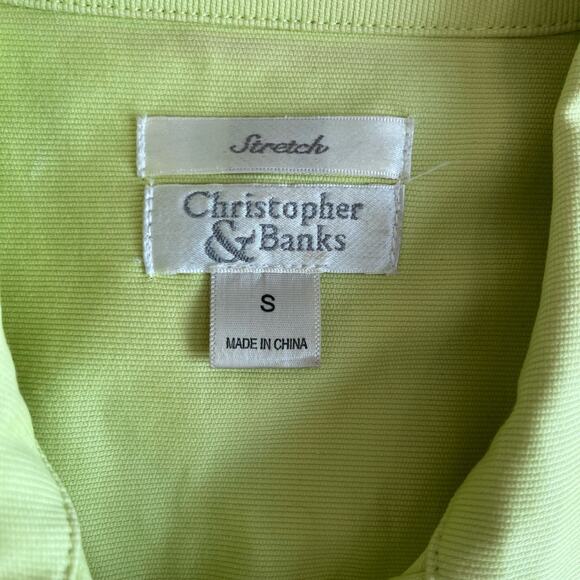 Stretch
Christopher
& Banks
S
MADE IN CHINA